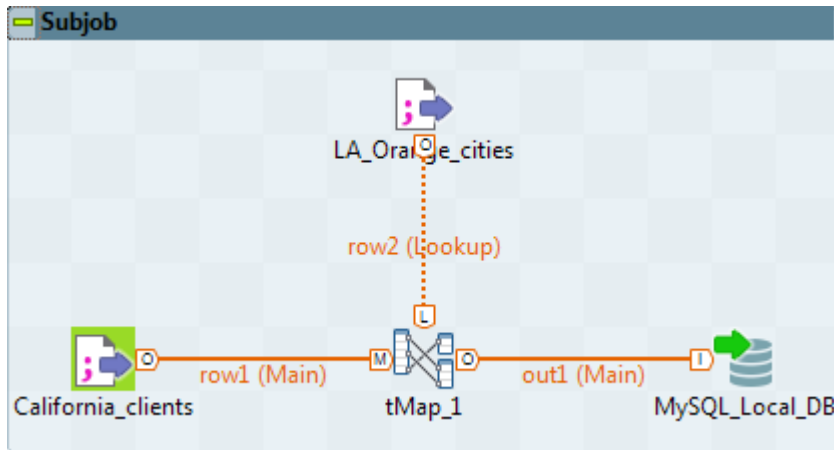 Subjob
;
LA_Orange_cities
O
row2 (Lookup)
L
;
O
row1 (Main)
M
O
out1 (Main)
I
California_clients
tMap_1
MySQL_Local_DB